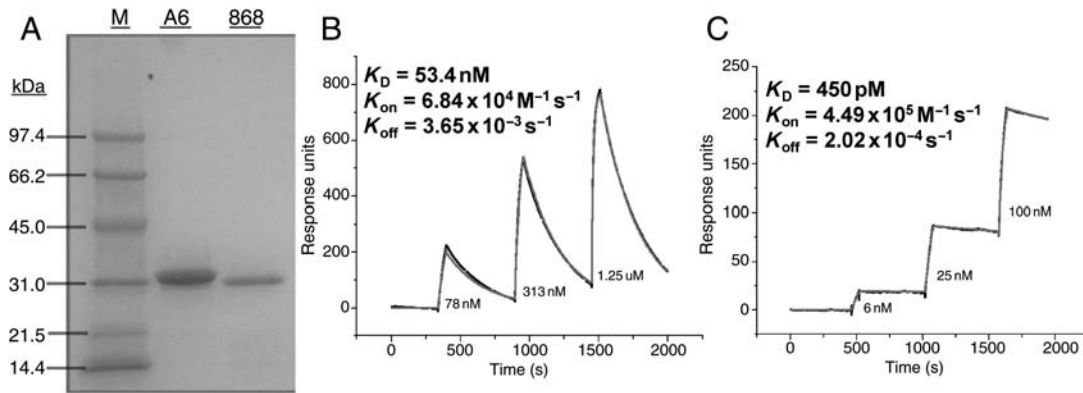 A
M A6 868
kDa
97.4
66.2
45.0
31.0
21.5
14.4
B
K_D = 53.4 nM
K_on = 6.84 x 10⁴ M⁻¹ s⁻¹
K_off = 3.65 x 10⁻³ s⁻¹
Response units
800
600
400
200
0
78 nM
313 nM
1.25 uM
0 500 1000 1500 2000
Time (s)
C
K_D = 450 pM
K_on = 4.49 x 10⁵ M⁻¹ s⁻¹
K_off = 2.02 x 10⁻⁴ s⁻¹
Response units
250
200
150
100
50
0
6 nM
25 nM
100 nM
0 500 1000 1500 2000
Time (s)